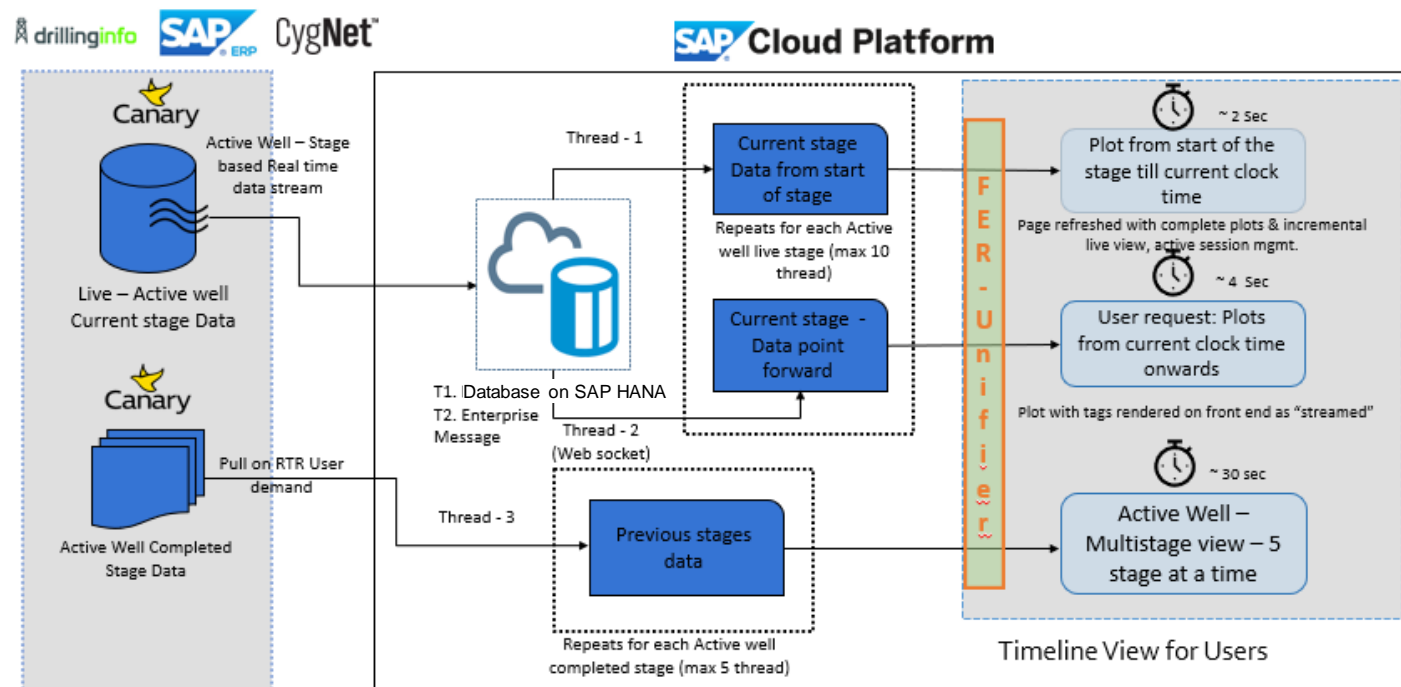 drillinginfo
SAP ERP
CygNet™
SAP Cloud Platform
Canary
Active Well – Stage
based Real time
data stream
Live – Active well
Current stage Data
Canary
Pull on RTR User
demand
Active Well Completed
Stage Data
Thread - 1
T1. Database on SAP HANA
T2. Enterprise
Message
Thread - 2
(Web socket)
Thread - 3
Current stage
Data from start
of stage
Repeats for each Active
well live stage (max 10
thread)
Current stage -
Data point
forward
Previous stages
data
Repeats for each Active well
completed stage (max 5 thread)
FER-Unifier
~ 2 Sec
Plot from start of the
stage till current clock
time
Page refreshed with complete plots & incremental
live view, active session mgmt.
~ 4 Sec
User request: Plots
from current clock time
onwards
Plot with tags rendered on front end as “streamed”
~ 30 sec
Active Well –
Multistage view – 5
stage at a time
Timeline View for Users